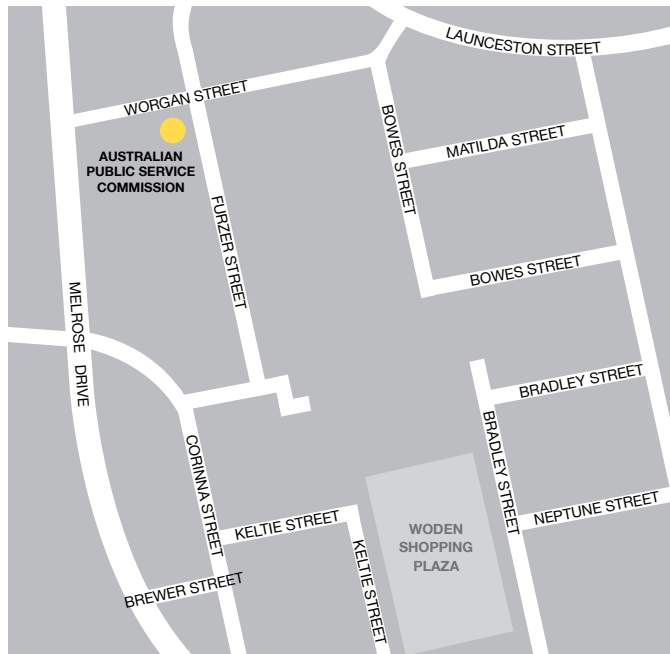 LAUNCESTON STREET
WORGAN STREET
BOWES STREET
MATILDA STREET
AUSTRALIAN
PUBLIC SERVICE
COMMISSION
FURZER STREET
BOWES STREET
MELROSE DRIVE
BRADLEY STREET
BRADLEY STREET
CORINNA STREET
KELTIE STREET
KELTIE STREET
NEPTUNE STREET
WODEN
SHOPPING
PLAZA
BREWER STREET